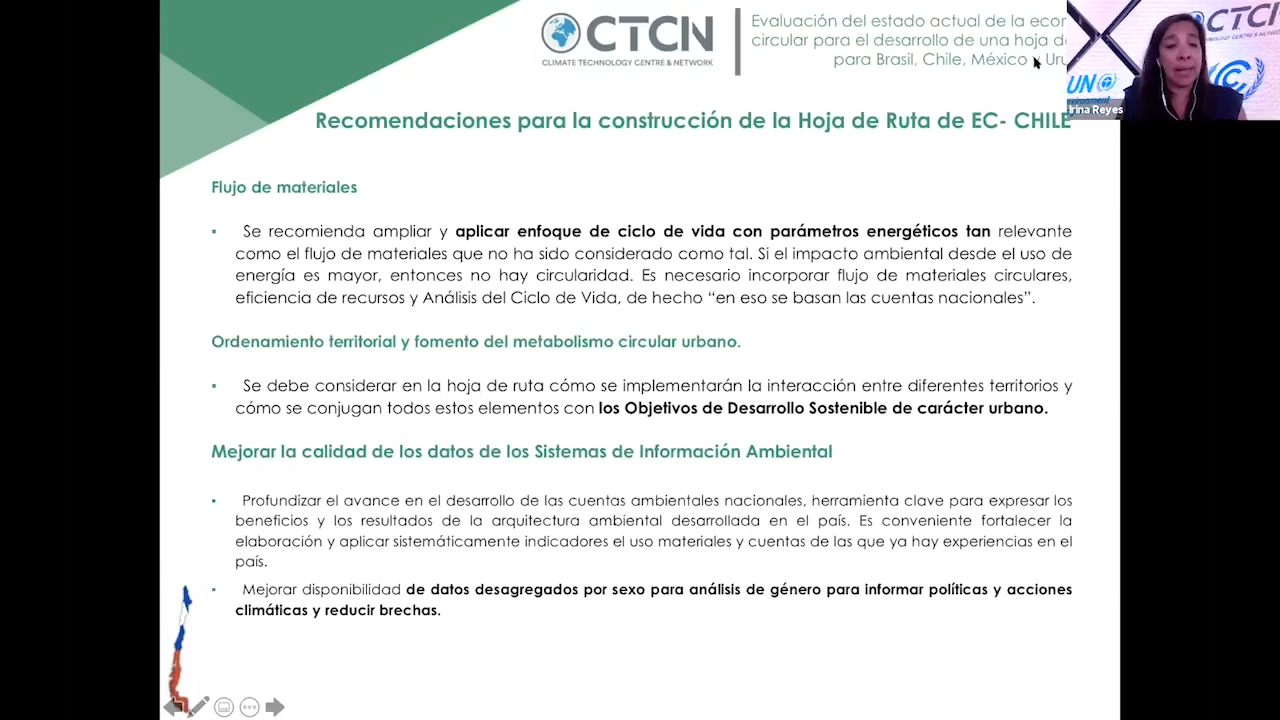 CTCN
CLIMATE TECHNOLOGY CENTRE & NETWORK
Evaluación del estado actual de la
circular para el desarrollo de una hoja
para Brasil, Chile, México y
CTCN
TECHNOLOGY CENTRE & NETWORK
UN
environment
Irina Reyes
Recomendaciones para la construcción de la Hoja de Ruta de EC- CHILE
Flujo de materiales
▪ Se recomienda ampliar y aplicar enfoque de ciclo de vida con parámetros energéticos tan relevante
como el flujo de materiales que no ha sido considerado como tal. Si el impacto ambiental desde el uso de
energía es mayor, entonces no hay circularidad. Es necesario incorporar flujo de materiales circulares,
eficiencia de recursos y Análisis del Ciclo de Vida, de hecho “en eso se basan las cuentas nacionales”.
Ordenamiento territorial y fomento del metabolismo circular urbano.
▪ Se debe considerar en la hoja de ruta cómo se implementarán la interacción entre diferentes territorios y
cómo se conjugan todos estos elementos con los Objetivos de Desarrollo Sostenible de carácter urbano.
Mejorar la calidad de los datos de los Sistemas de Información Ambiental
▪ Profundizar el avance en el desarrollo de las cuentas ambientales nacionales, herramienta clave para expresar los
beneficios y los resultados de la arquitectura ambiental desarrollada en el país. Es conveniente fortalecer la
elaboración y aplicar sistemáticamente indicadores el uso materiales y cuentas de las que ya hay experiencias en el
país.
▪ Mejorar disponibilidad de datos desagregados por sexo para análisis de género para informar políticas y acciones
climáticas y reducir brechas.